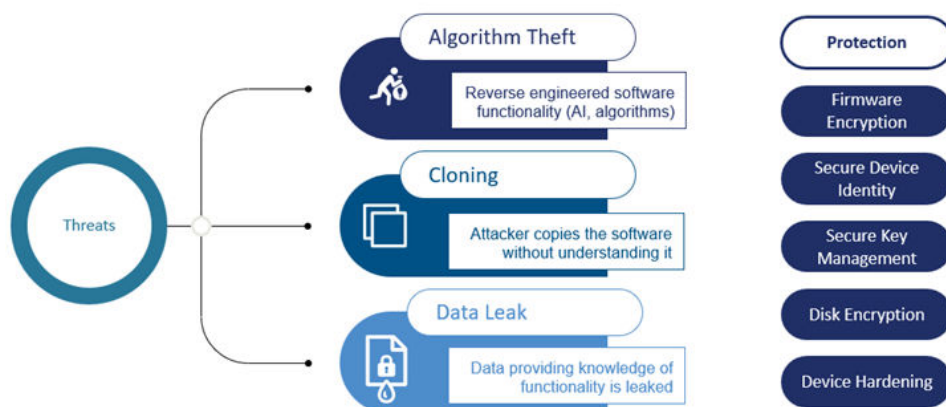 Threats
Algorithm Theft
Reverse engineered software
functionality (AI, algorithms)
Cloning
Attacker copies the software
without understanding it
Data Leak
Data providing knowledge of
functionality is leaked
Protection
Firmware
Encryption
Secure Device
Identity
Secure Key
Management
Disk Encryption
Device Hardening